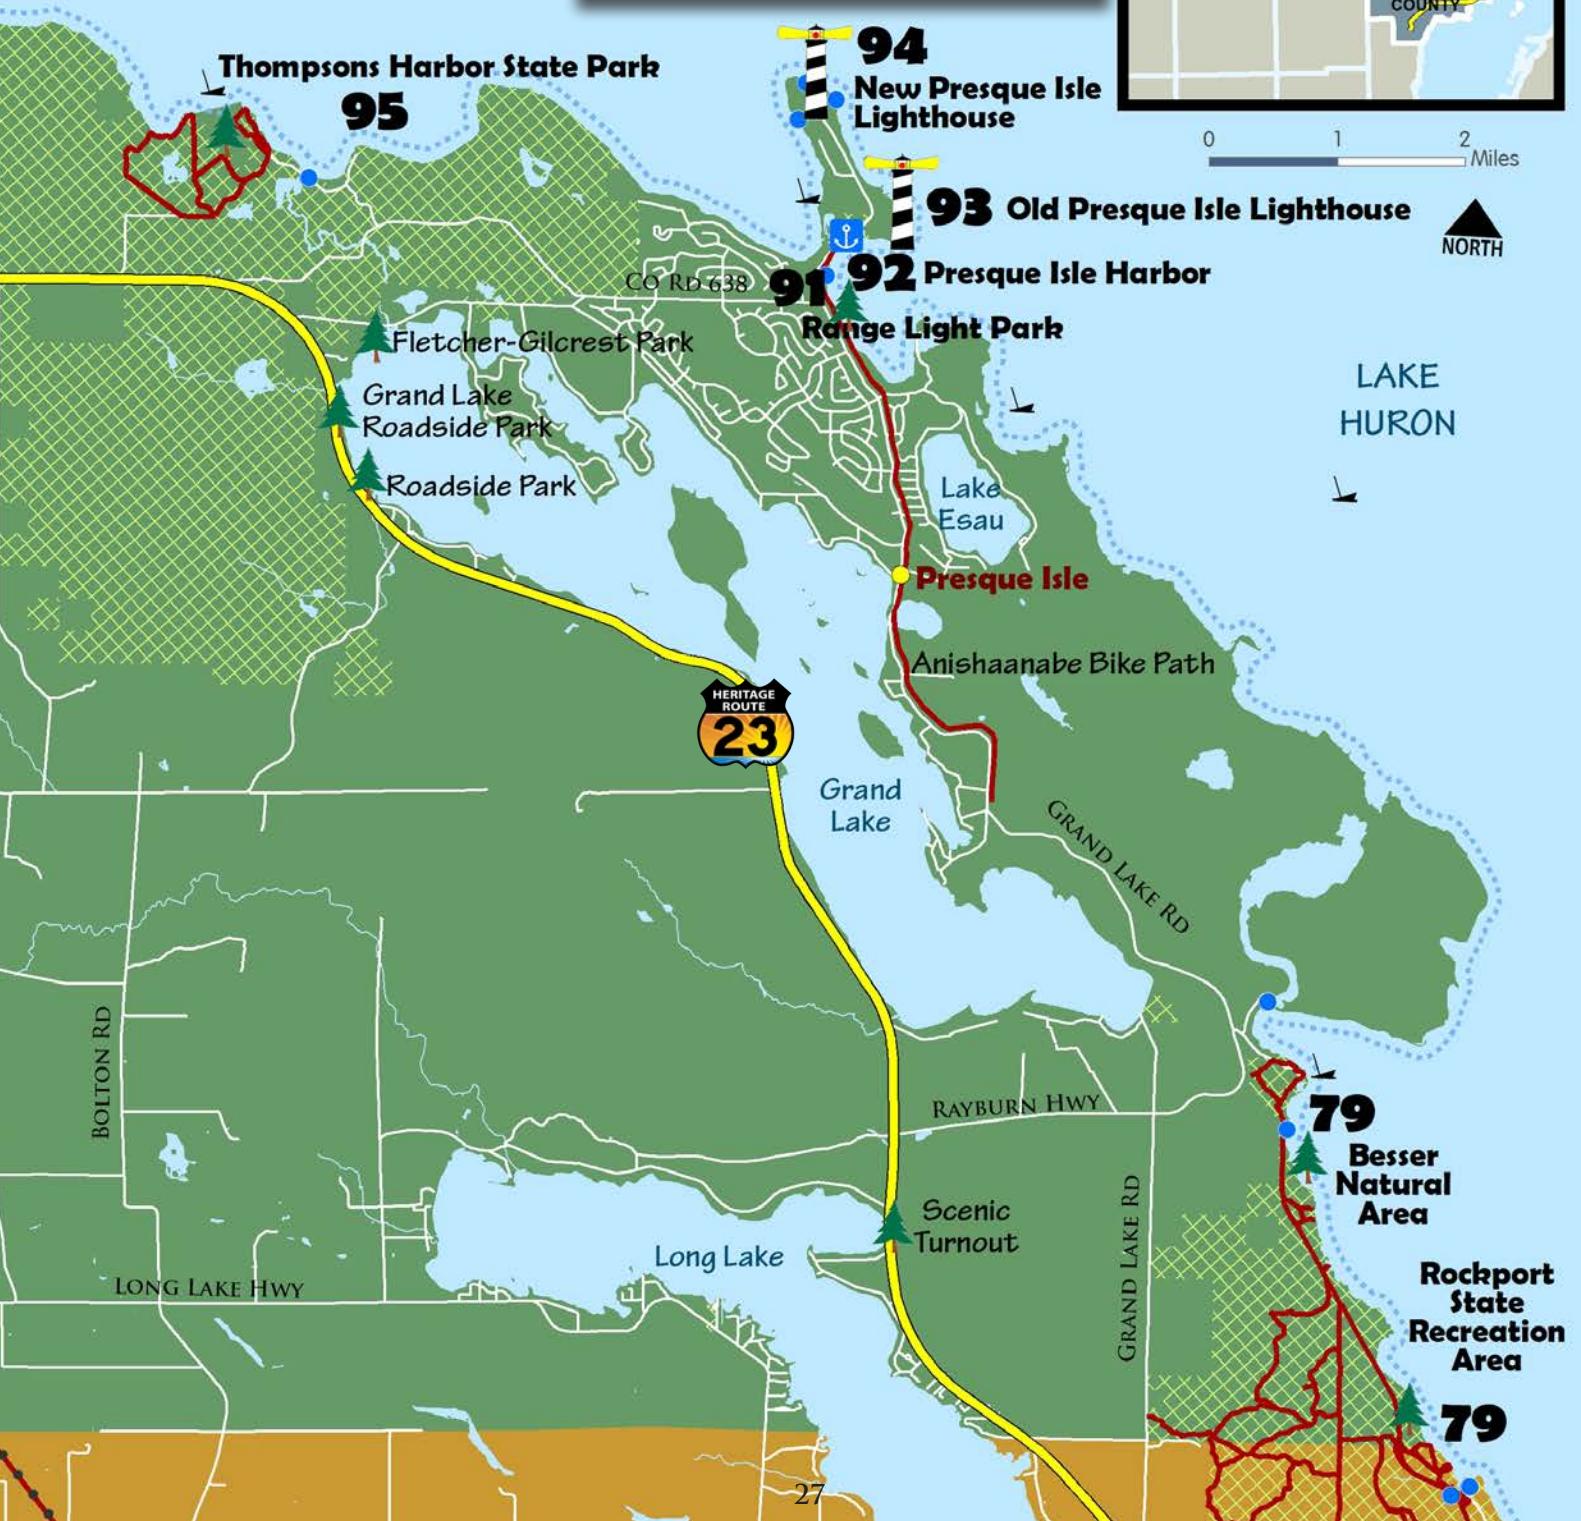 COUNTY
Thompsons Harbor State Park
95
94
New Presque Isle
Lighthouse
0 1 2
Miles
93 Old Presque Isle Lighthouse
NORTH
CO RD 638
91
92 Presque Isle Harbor
Range Light Park
Fletcher-Gilcrest Park
LAKE
HURON
Grand Lake
Roadside Park
Roadside Park
Lake
Esau
Presque Isle
Anishaanabe Bike Path
HERITAGE
ROUTE
23
Grand
Lake
GRAND LAKE RD
BOLTON RD
RAYBURN HWY
79
Besser
Natural
Area
Scenic
Turnout
GRAND LAKE RD
Long Lake
LONG LAKE HWY
Rockport
State
Recreation
Area
79
27